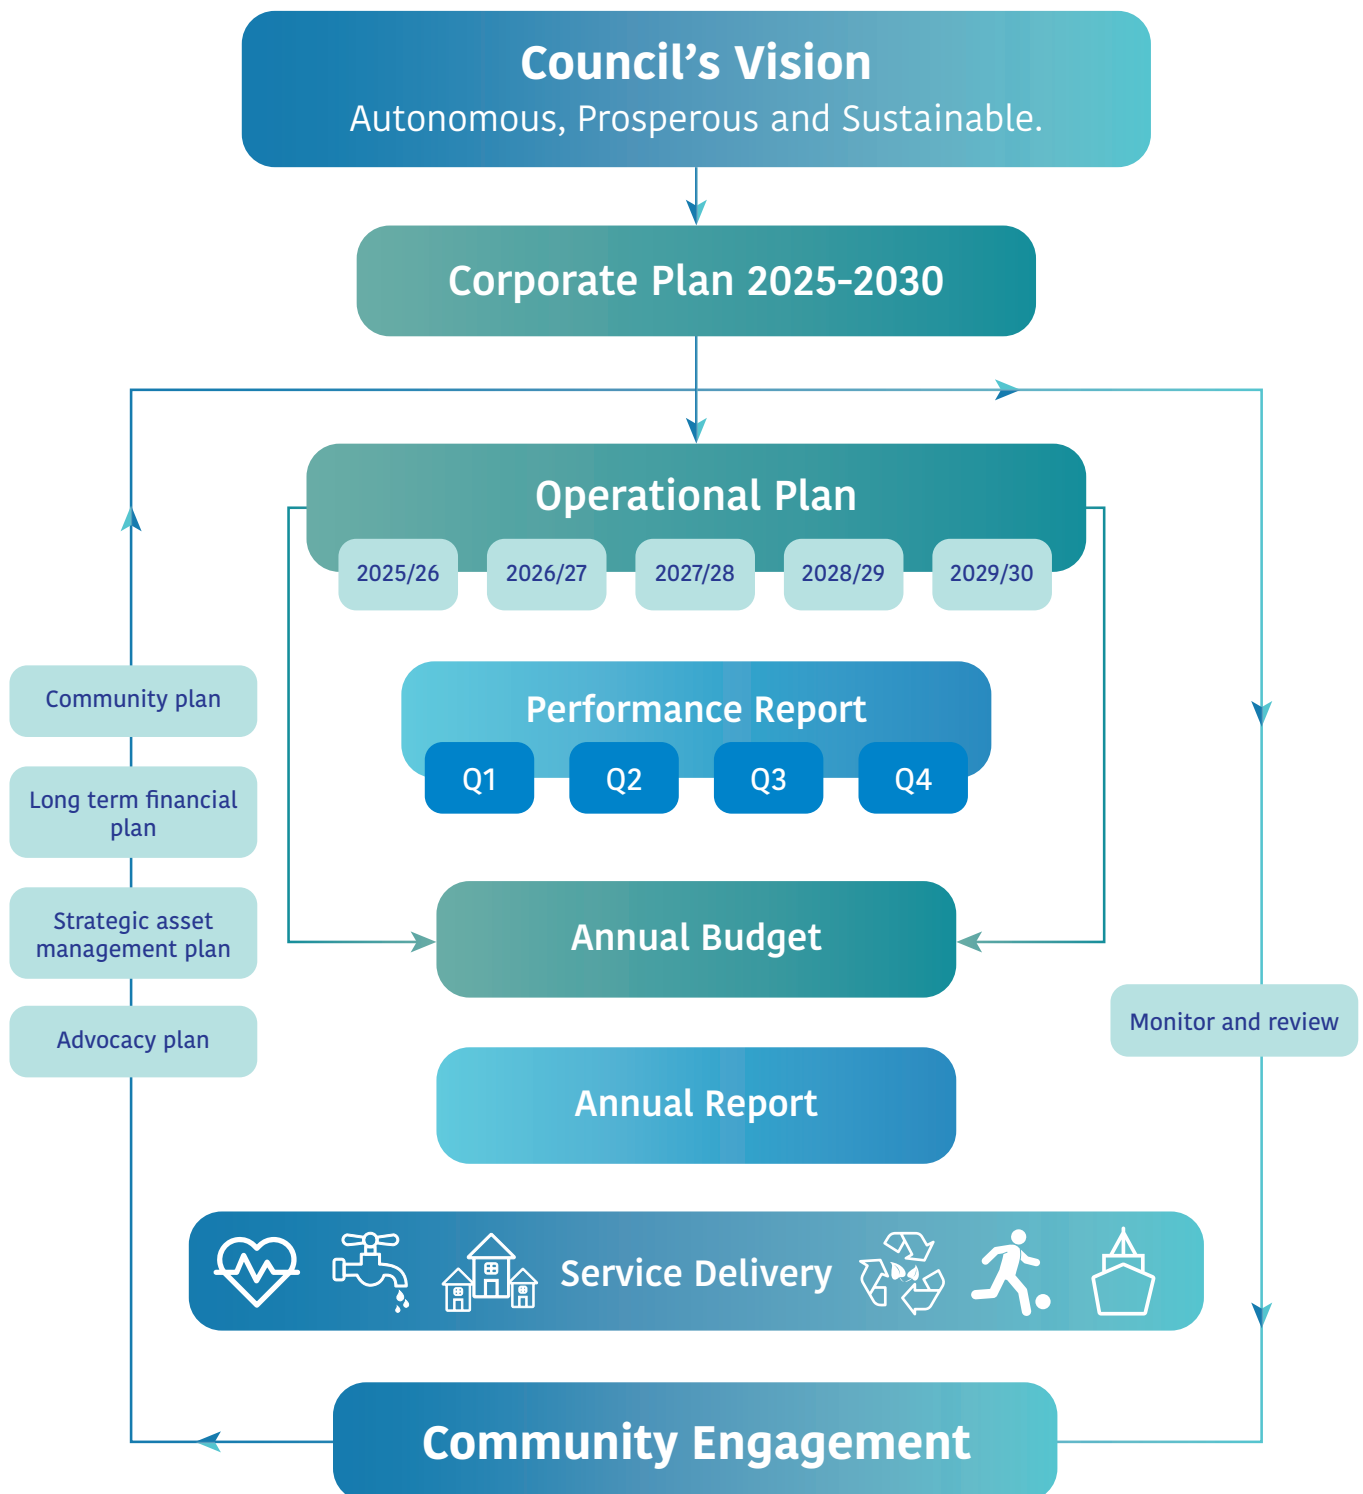 Council’s Vision
Autonomous, Prosperous and Sustainable.
Corporate Plan 2025-2030
Operational Plan
2025/26
2026/27
2027/28
2028/29
2029/30
Performance Report
Q1
Q2
Q3
Q4
Community plan
Long term financial
plan
Strategic asset
management plan
Advocacy plan
Annual Budget
Monitor and review
Annual Report
Service Delivery
Community Engagement